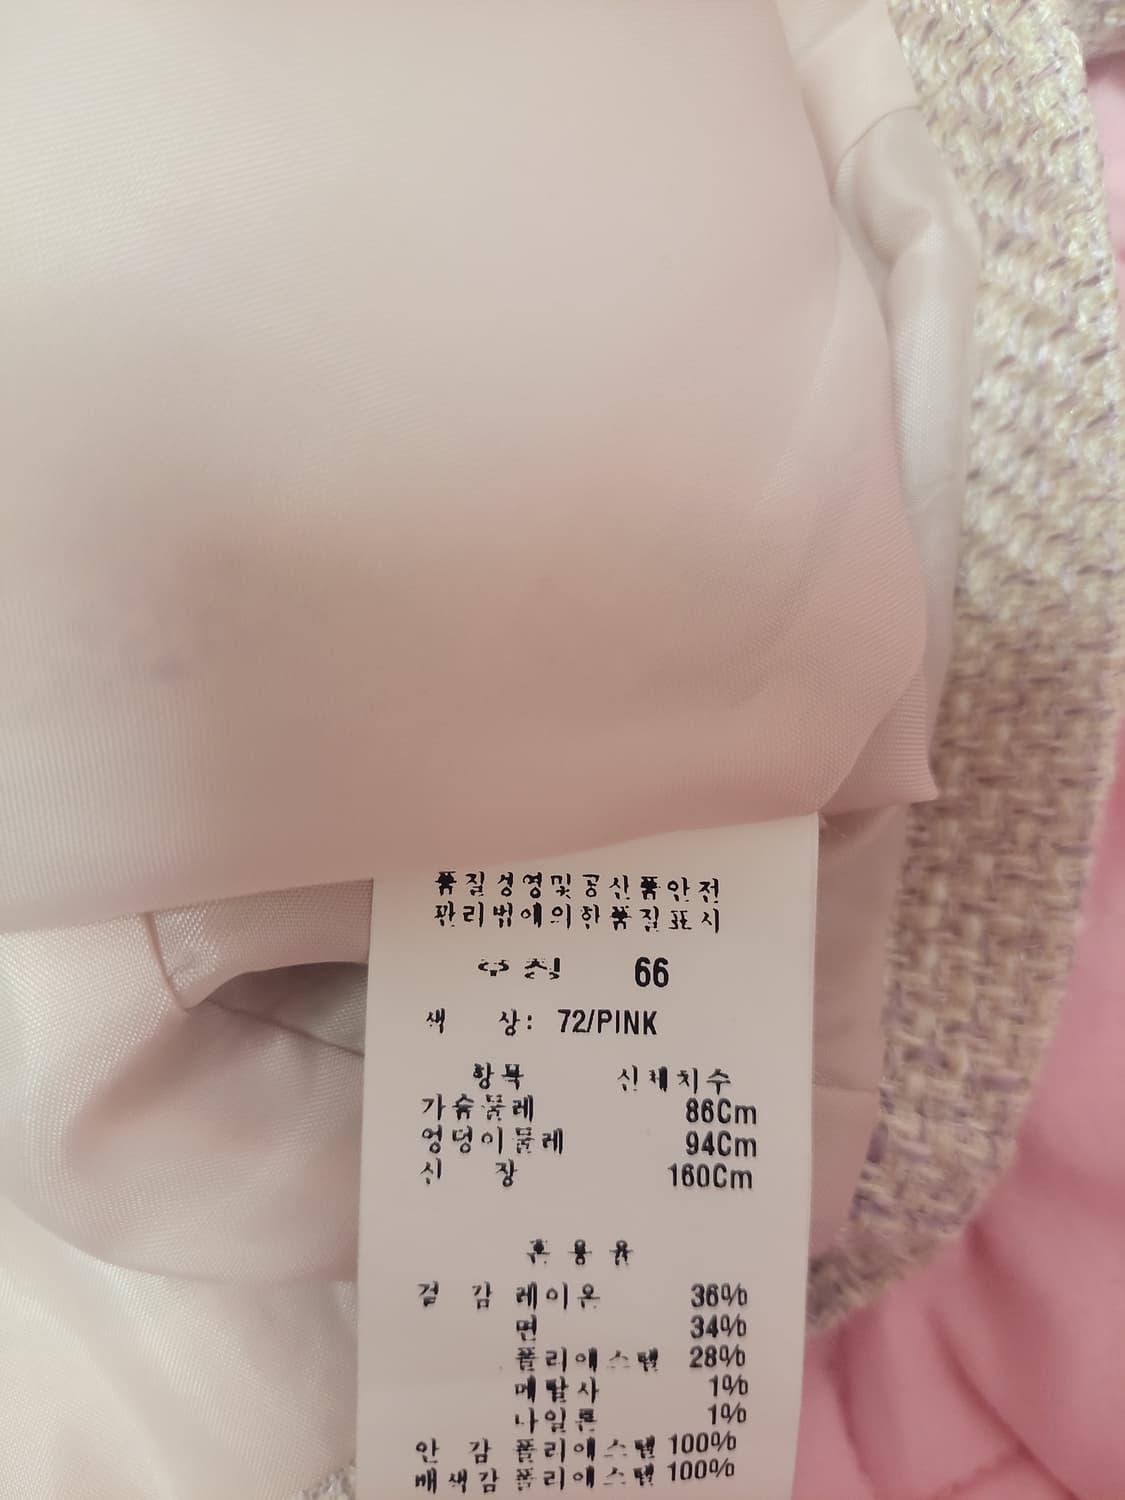 품질경영및공산품안전
관리법에의한품질표시
호칭 66
색 상: 72/PINK
항목 신체치수
가슴둘레 86Cm
엉덩이둘레 94Cm
신 장 160Cm
혼용율
겉 감 레이온 36%
면 34%
폴리에스텔 28%
메탈사 1%
나일론 1%
안 감 폴리에스텔 100%
배색감 폴리에스텔 100%